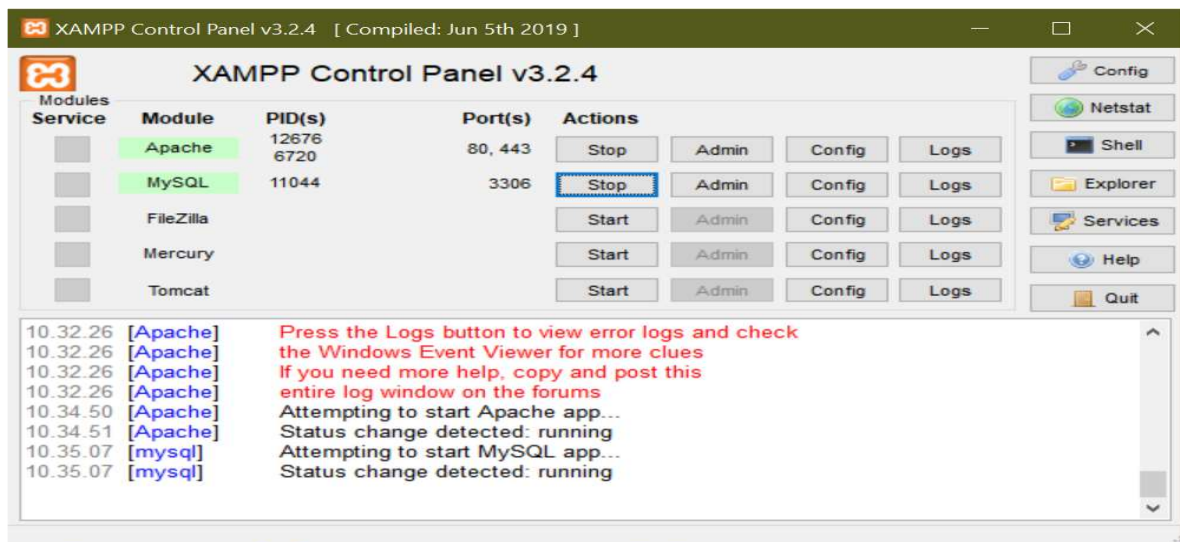 XAMPP Control Panel v3.2.4 [ Compiled: Jun 5th 2019 ]
XAMPP Control Panel v3.2.4
Config
Modules
Service Module PID(s) Port(s) Actions
Netstat
Apache 12676 6720 80, 443 Stop Admin Config Logs
Shell
MySQL 11044 3306 Stop Admin Config Logs
Explorer
FileZilla Start Admin Config Logs
Services
Mercury Start Admin Config Logs
Help
Tomcat Start Admin Config Logs
Quit
10.32.26 [Apache] Press the Logs button to view error logs and check
10.32.26 [Apache] the Windows Event Viewer for more clues
10.32.26 [Apache] If you need more help, copy and post this
10.32.26 [Apache] entire log window on the forums
10.34.50 [Apache] Attempting to start Apache app...
10.34.51 [Apache] Status change detected: running
10.35.07 [mysql] Attempting to start MySQL app...
10.35.07 [mysql] Status change detected: running